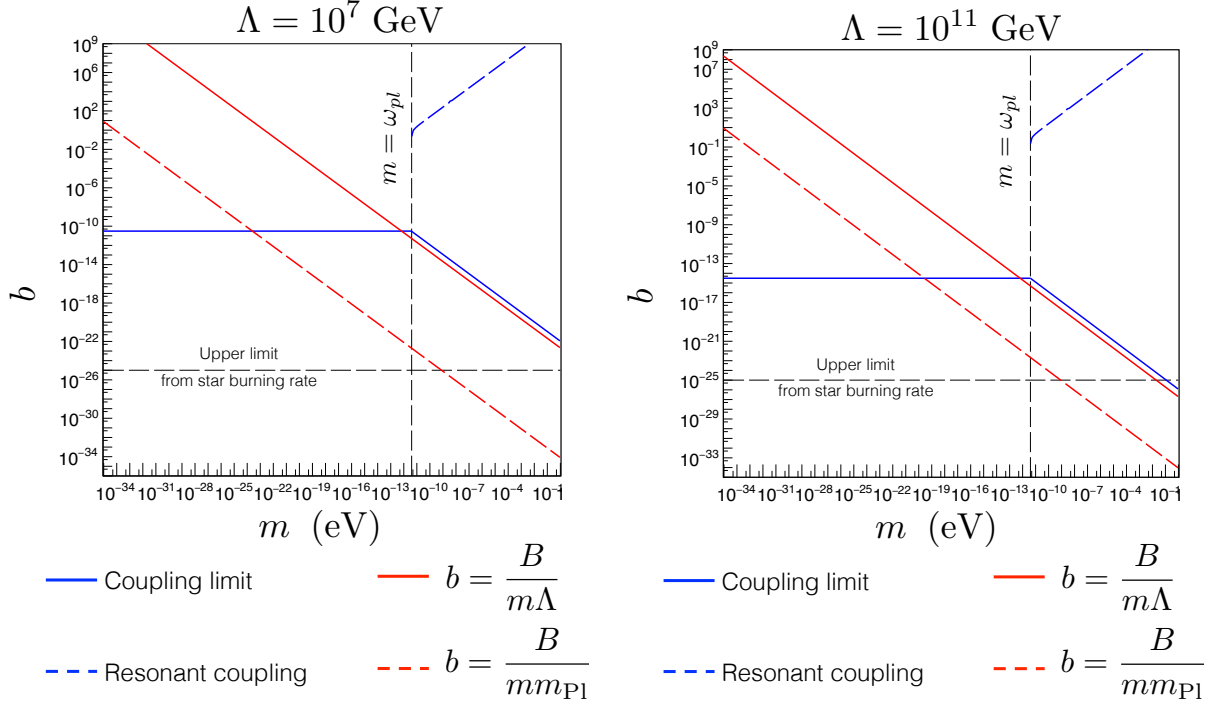 Λ = 10^7 GeV
10^9
10^6
10^2
10^-2
10^-6
10^-10
10^-14
10^-18
10^-22
10^-26
10^-30
10^-34
b
m = ω_pl
Upper limit
from star burning rate
10^-34 10^-31 10^-28 10^-25 10^-22 10^-19 10^-16 10^-13 10^-10 10^-7 10^-4 10^-1
m (eV)
Coupling limit
b = B / mΛ
Resonant coupling
b = B / mm_Pl
Λ = 10^11 GeV
10^9
10^7
10^3
10^-1
10^-5
10^-9
10^-13
10^-17
10^-21
10^-25
10^-29
10^-33
b
m = ω_pl
Upper limit
from star burning rate
10^-34 10^-31 10^-28 10^-25 10^-22 10^-19 10^-16 10^-13 10^-10 10^-7 10^-4 10^-1
m (eV)
Coupling limit
b = B / mΛ
Resonant coupling
b = B / mm_Pl